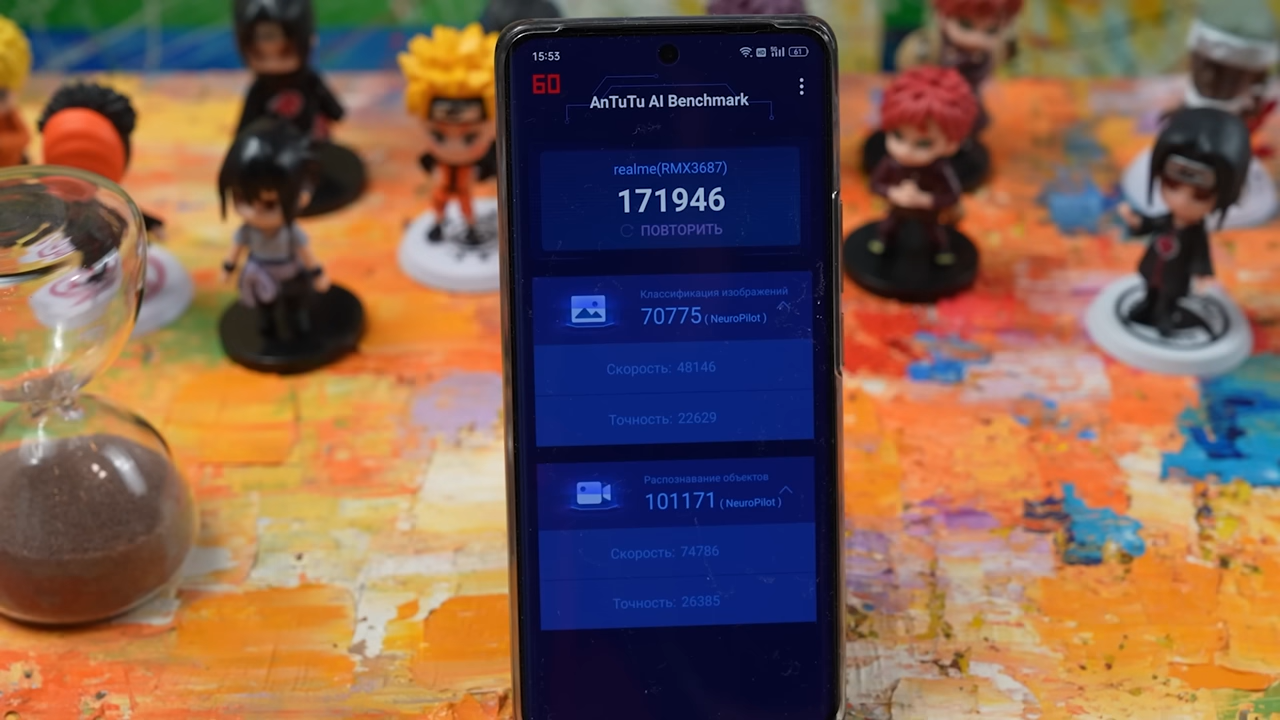 15:53
61
60
AnTuTu AI Benchmark
realme(RMX3687)
171946
ПОВТОРИТЬ
Классификация изображений
70775 ( NeuroPilot )
Скорость: 48146
Точность: 22629
Распознавание объектов
101171 ( NeuroPilot )
Скорость: 74786
Точность: 26385